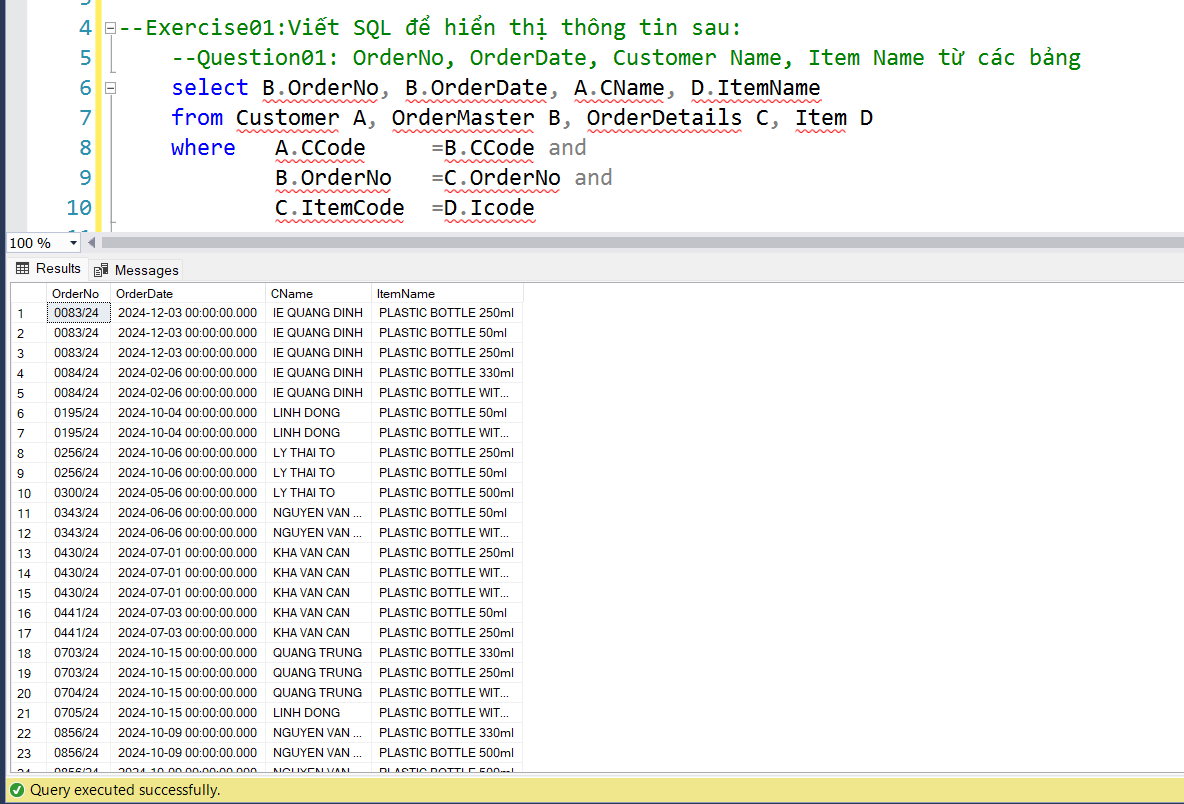 4 --Exercise01:Viết SQL để hiển thị thông tin sau:
5 --Question01: OrderNo, OrderDate, Customer Name, Item Name từ các bảng
6 select B.OrderNo, B.OrderDate, A.CName, D.ItemName
7 from Customer A, OrderMaster B, OrderDetails C, Item D
8 where A.CCode =B.CCode and
9 B.OrderNo =C.OrderNo and
10 C.ItemCode =D.Icode
100 %
Results Messages
OrderNo OrderDate CName ItemName
1 0083/24 2024-12-03 00:00:00.000 IE QUANG DINH PLASTIC BOTTLE 250ml
2 0083/24 2024-12-03 00:00:00.000 IE QUANG DINH PLASTIC BOTTLE 50ml
3 0083/24 2024-12-03 00:00:00.000 IE QUANG DINH PLASTIC BOTTLE 250ml
4 0084/24 2024-02-06 00:00:00.000 IE QUANG DINH PLASTIC BOTTLE 330ml
5 0084/24 2024-02-06 00:00:00.000 IE QUANG DINH PLASTIC BOTTLE WIT...
6 0195/24 2024-10-04 00:00:00.000 LINH DONG PLASTIC BOTTLE 50ml
7 0195/24 2024-10-04 00:00:00.000 LINH DONG PLASTIC BOTTLE WIT...
8 0256/24 2024-10-06 00:00:00.000 LY THAI TO PLASTIC BOTTLE 250ml
9 0256/24 2024-10-06 00:00:00.000 LY THAI TO PLASTIC BOTTLE 50ml
10 0300/24 2024-05-06 00:00:00.000 LY THAI TO PLASTIC BOTTLE 500ml
11 0343/24 2024-06-06 00:00:00.000 NGUYEN VAN ... PLASTIC BOTTLE 50ml
12 0343/24 2024-06-06 00:00:00.000 NGUYEN VAN ... PLASTIC BOTTLE WIT...
13 0430/24 2024-07-01 00:00:00.000 KHA VAN CAN PLASTIC BOTTLE 250ml
14 0430/24 2024-07-01 00:00:00.000 KHA VAN CAN PLASTIC BOTTLE WIT...
15 0430/24 2024-07-01 00:00:00.000 KHA VAN CAN PLASTIC BOTTLE WIT...
16 0441/24 2024-07-03 00:00:00.000 KHA VAN CAN PLASTIC BOTTLE 50ml
17 0441/24 2024-07-03 00:00:00.000 KHA VAN CAN PLASTIC BOTTLE 250ml
18 0703/24 2024-10-15 00:00:00.000 QUANG TRUNG PLASTIC BOTTLE 330ml
19 0703/24 2024-10-15 00:00:00.000 QUANG TRUNG PLASTIC BOTTLE 250ml
20 0704/24 2024-10-15 00:00:00.000 QUANG TRUNG PLASTIC BOTTLE WIT...
21 0705/24 2024-10-15 00:00:00.000 LINH DONG PLASTIC BOTTLE WIT...
22 0856/24 2024-10-09 00:00:00.000 NGUYEN VAN ... PLASTIC BOTTLE 330ml
23 0856/24 2024-10-09 00:00:00.000 NGUYEN VAN ... PLASTIC BOTTLE 500ml
Query executed successfully.